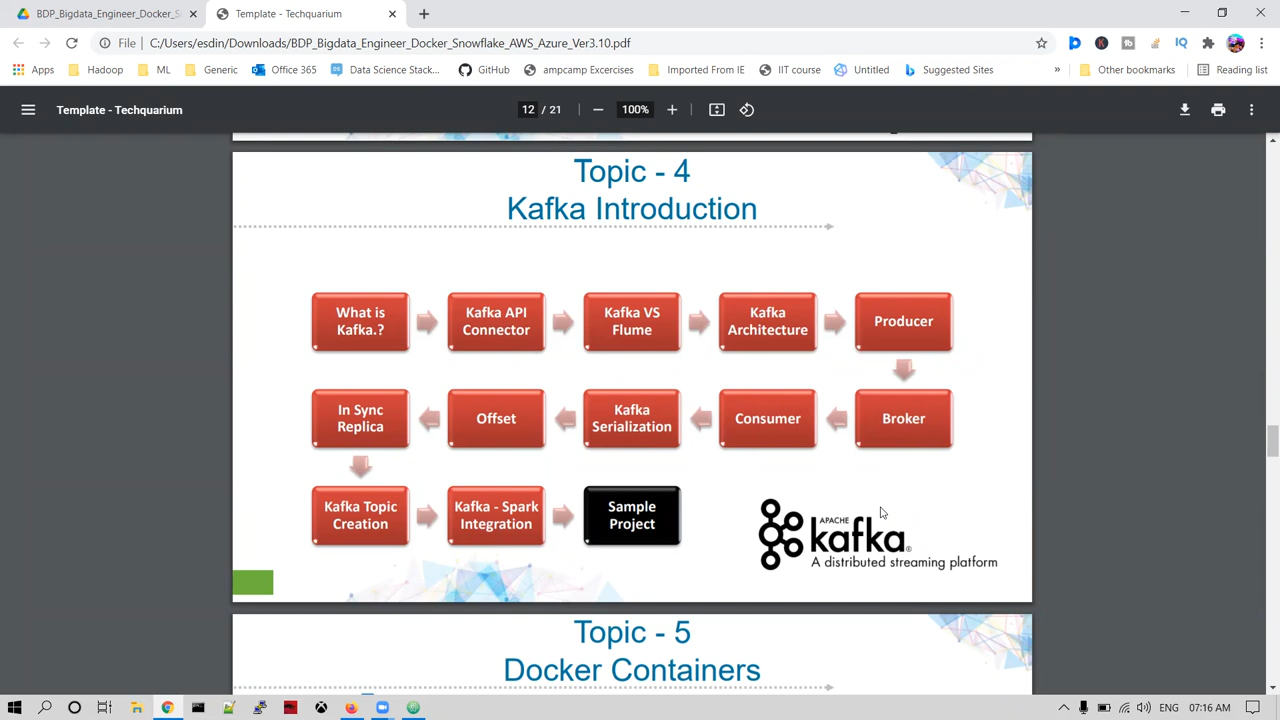 BDP_Bigdata_Engineer_Docker_S
Template - Techquarium
File
C:/Users/esdin/Downloads/BDP_Bigdata_Engineer_Docker_Snowflake_AWS_Azure_Ver3.10.pdf
Apps
Hadoop
ML
Generic
Office 365
Data Science Stack...
GitHub
ampcamp Excercises
Imported From IE
IIT course
Untitled
Suggested Sites
»
Other bookmarks
Reading list
Template - Techquarium
12 / 21
100%
Topic - 4
Kafka Introduction
What is
Kafka.?
Kafka API
Connector
Kafka VS
Flume
Kafka
Architecture
Producer
In Sync
Replica
Offset
Kafka
Serialization
Consumer
Broker
Kafka Topic
Creation
Kafka - Spark
Integration
Sample
Project
APACHE
kafka®
A distributed streaming platform
Topic - 5
Docker Containers
ENG
07:16 AM